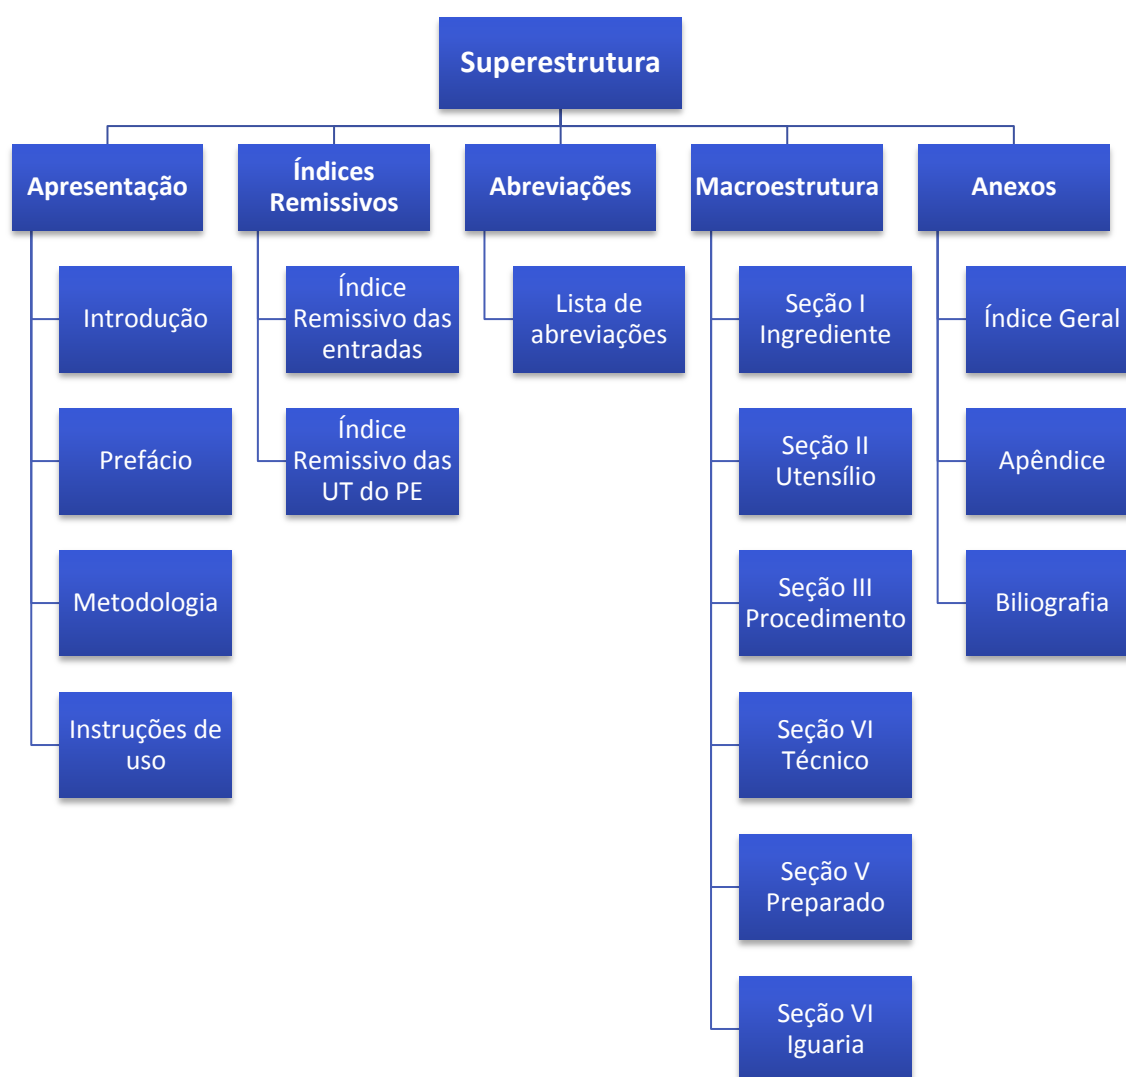 Superestrutura
Apresentação
Introdução
Prefácio
Metodologia
Instruções de
uso
Índices
Remissivos
Índice
Remissivo das
entradas
Índice
Remissivo das
UT do PE
Abreviações
Lista de
abreviações
Macroestrutura
Seção I
Ingrediente
Seção II
Utensílio
Seção III
Procedimento
Seção VI
Técnico
Seção V
Preparado
Seção VI
Iguaria
Anexos
Índice Geral
Apêndice
Biliografia